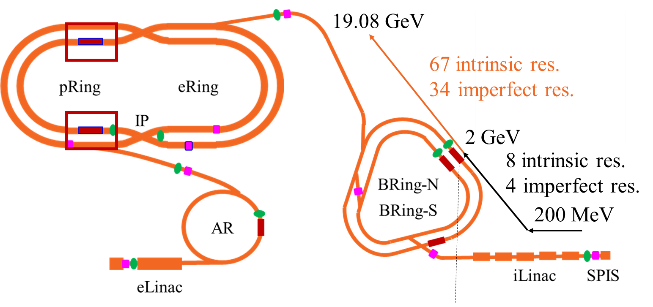 19.08 GeV
67 intrinsic res.
34 imperfect res.
pRing
eRing
IP
2 GeV
8 intrinsic res.
4 imperfect res.
BRing-N
BRing-S
200 MeV
AR
iLinac
SPIS
eLinac